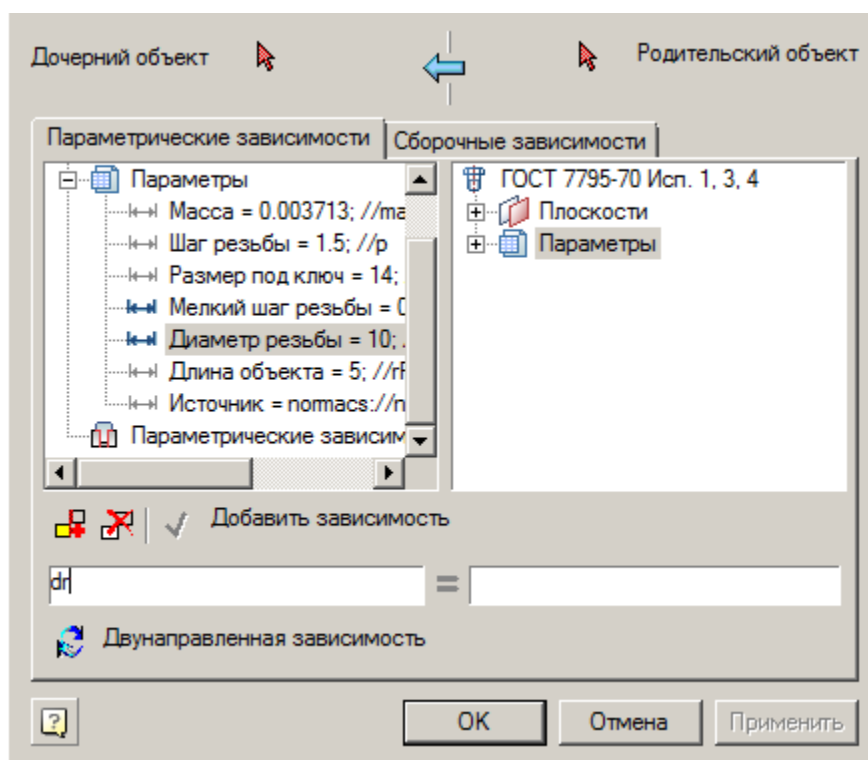 Дочерний объект
Родительский объект
Параметрические зависимости
Сборочные зависимости
Параметры
Масса = 0.003713; //ma
Шаг резьбы = 1.5; //p
Размер под ключ = 14;
Мелкий шаг резьбы = 0
Диаметр резьбы = 10; .
Длина объекта = 5; //
Источник = normacs://n
Параметрические зависим
ГОСТ 7795-70 Исп. 1, 3, 4
Плоскости
Параметры
Добавить зависимость
dr
=
Двунаправленная зависимость
?
OK
Отмена
Применить